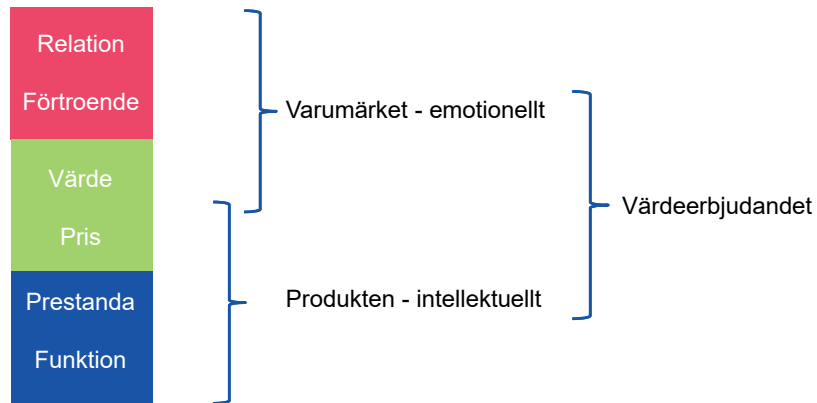 Relation
Förtroende
Värde
Pris
Prestanda
Funktion
Varumärket - emotionellt
Produkten - intellektuellt
Värdeerbjudandet